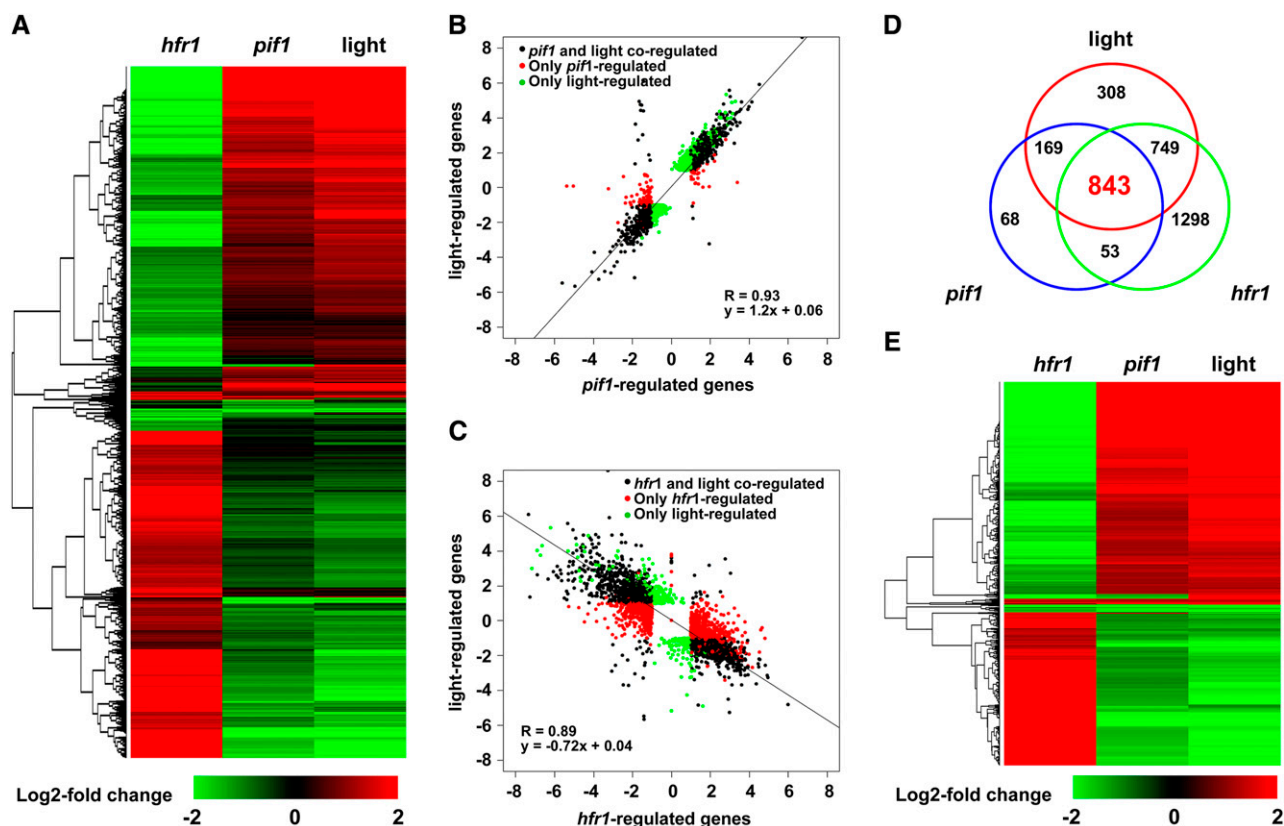 A
hfr1 pif1 light
Log2-fold change
-2 0 2
B
8
6
4
2
0
-2
-4
-6
-8
light-regulated genes
pif1 and light co-regulated
Only pif1-regulated
Only light-regulated
R = 0.93
y = 1.2x + 0.06
-8 -6 -4 -2 0 2 4 6 8
pif1-regulated genes
C
8
6
4
2
0
-2
-4
-6
-8
light-regulated genes
hfr1 and light co-regulated
Only hfr1-regulated
Only light-regulated
R = 0.89
y = -0.72x + 0.04
-8 -6 -4 -2 0 2 4 6 8
hfr1-regulated genes
D
light
308
169 749
843
68 1298
53
pif1 hfr1
E
hfr1 pif1 light
Log2-fold change
-2 0 2